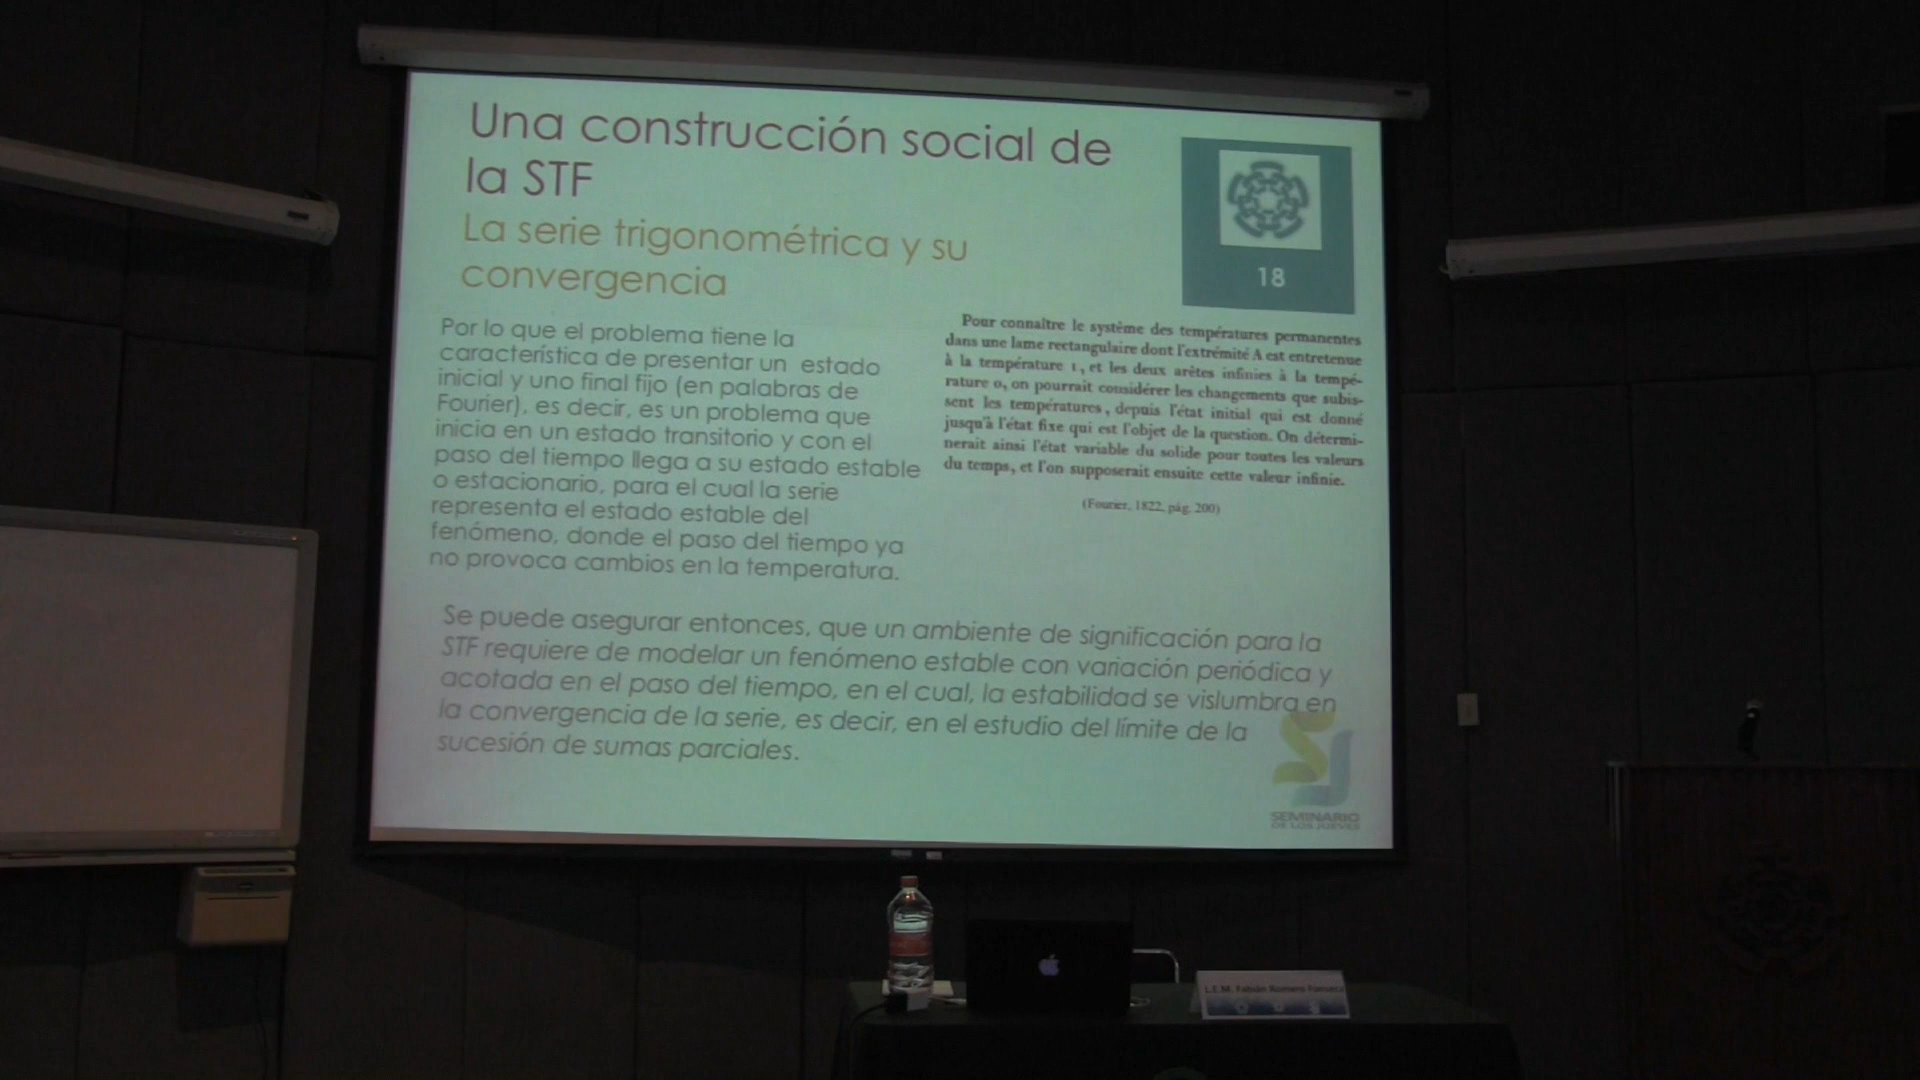 Una construcción social de
la STF
La serie trigonométrica y su
convergencia
18
Por lo que el problema tiene la
característica de presentar un estado
inicial y uno final fijo (en palabras de
Fourier), es decir, es un problema que
inicia en un estado transitorio y con el
paso del tiempo llega a su estado estable
o estacionario, para el cual la serie
representa el estado estable del
fenómeno, donde el paso del tiempo ya
no provoca cambios en la temperatura.
Pour connaître le système des températures permanentes
dans une lame rectangulaire dont l'extrémité A est entretenue
à la température 1, et les deux arètes infinies à la tempé-
rature 0, on pourrait considérer les changements que subis-
sent les températures, depuis l'état initial qui est donné
jusqu'à l'état fixe qui est l'objet de la question. On détermi-
nerait ainsi l'état variable du solide pour toutes les valeurs
du temps, et l'on supposerait ensuite cette valeur infinie.
(Fourier, 1822, pág. 200)
Se puede asegurar entonces, que un ambiente de significación para la
STF requiere de modelar un fenómeno estable con variación periódica y
acotada en el paso del tiempo, en el cual, la estabilidad se vislumbra en
la convergencia de la serie, es decir, en el estudio del límite de la
sucesión de sumas parciales.
SEMINARIO
DE LOS JUEVES
L.E.M. Fabián Romero Fonseca